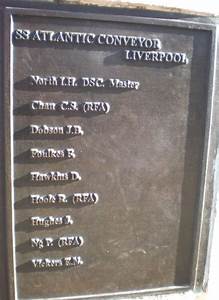 SS ATLANTIC CONVEYOR
LIVERPOOL
North I.H. DSC. Master
Chan C.S. (RFA)
Dobson J.B.
Foulkes F.
Hawkins D.
Hoole R. (RFA)
Hughes J.
Ng P. (RFA)
Vickers E.N.